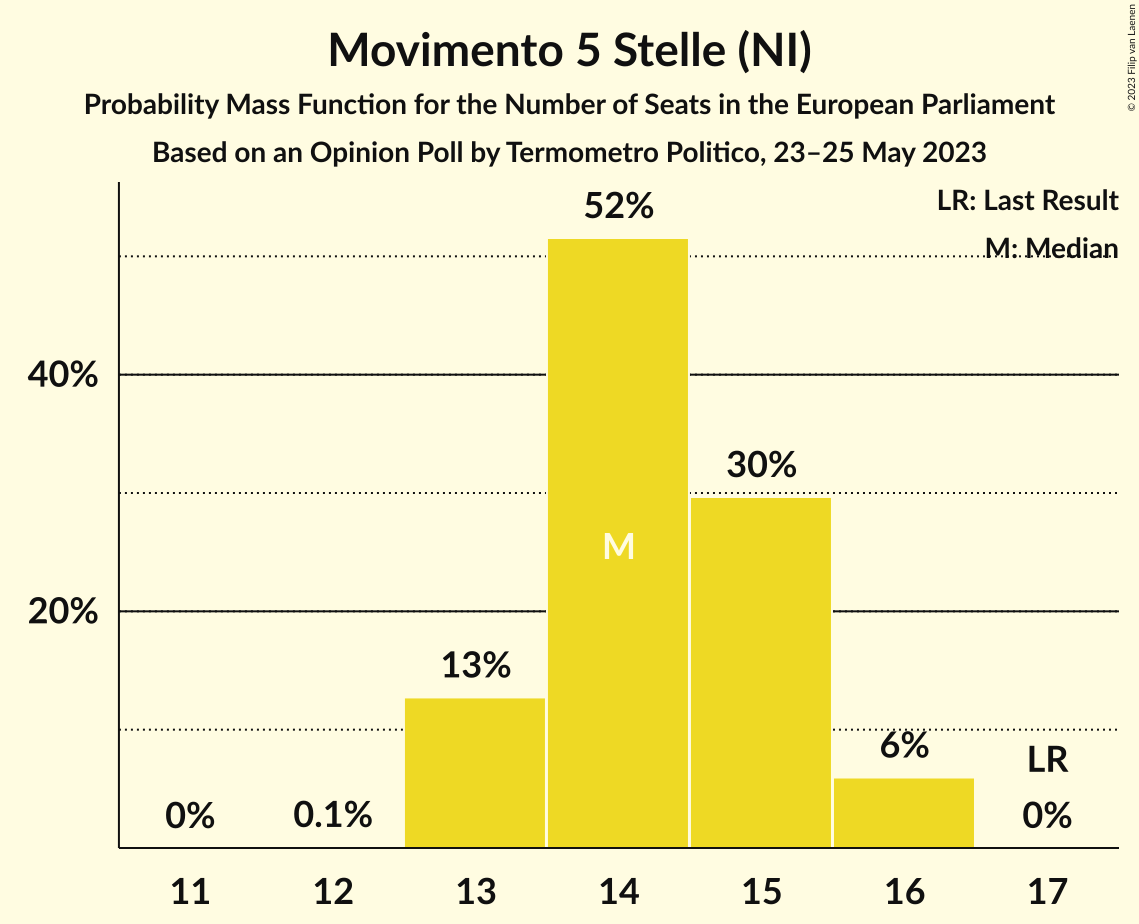 Movimento 5 Stelle (NI)
Probability Mass Function for the Number of Seats in the European Parliament
Based on an Opinion Poll by Termometro Politico, 23–25 May 2023
© 2023 Filip van Laenen
LR: Last Result
M: Median
52%
40%
30%
M
20%
13%
6%
LR
0%
0.1%
0%
11 12 13 14 15 16 17